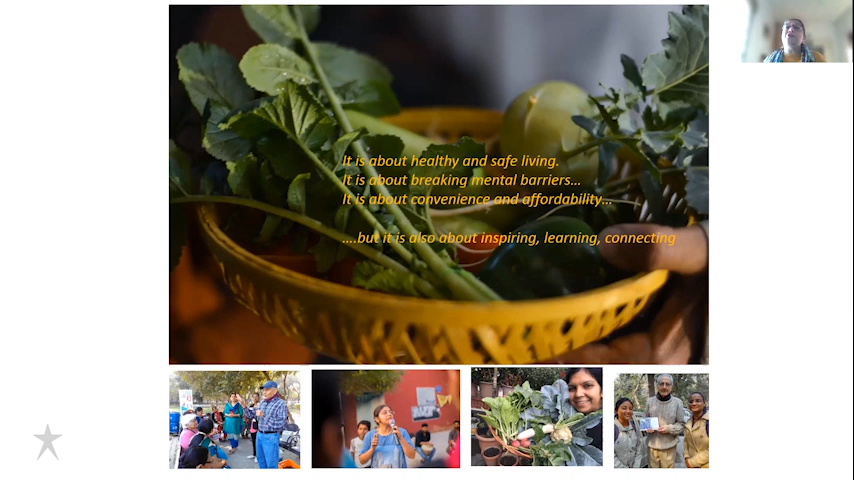 It is about healthy and safe living.
It is about breaking mental barriers...
It is about convenience and affordability...
....but it is also about inspiring, learning, connecting